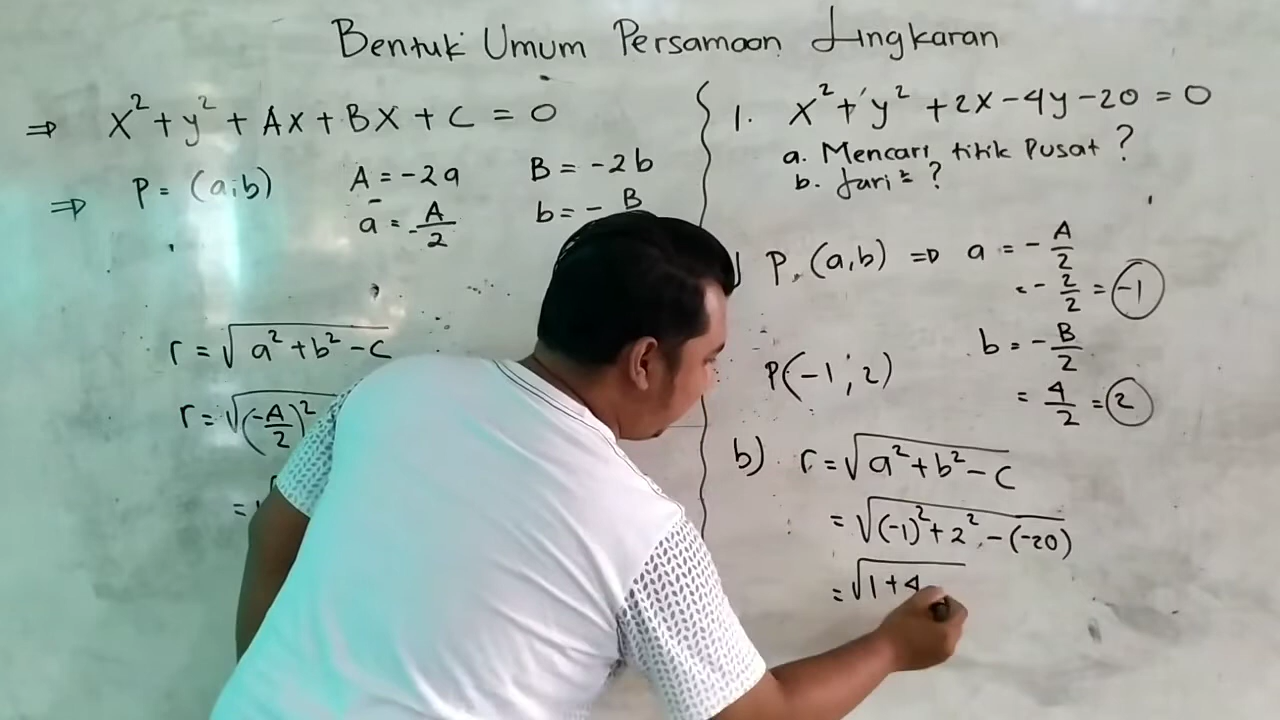 Bentuk Umum Persamaan Lingkaran
⇒ x² + y² + Ax + Bx + C = 0
⇒ P = (a;b)
A = -2a
a = -A/2
B = -2b
b = - B
r = √(a² + b² - C)
r = √((-A/2)²
=
1. x² + y² + 2x - 4y - 20 = 0
a. Mencari titik Pusat ?
b. Jari² ?
P (a,b) ⇒ a = - A/2
= - 2/2 = -1
b = - B/2
= 4/2 = 2
P(-1 ; 2)
b) r = √(a² + b² - C)
= √((-1)² + 2² - (-20))
= √(1 + 4